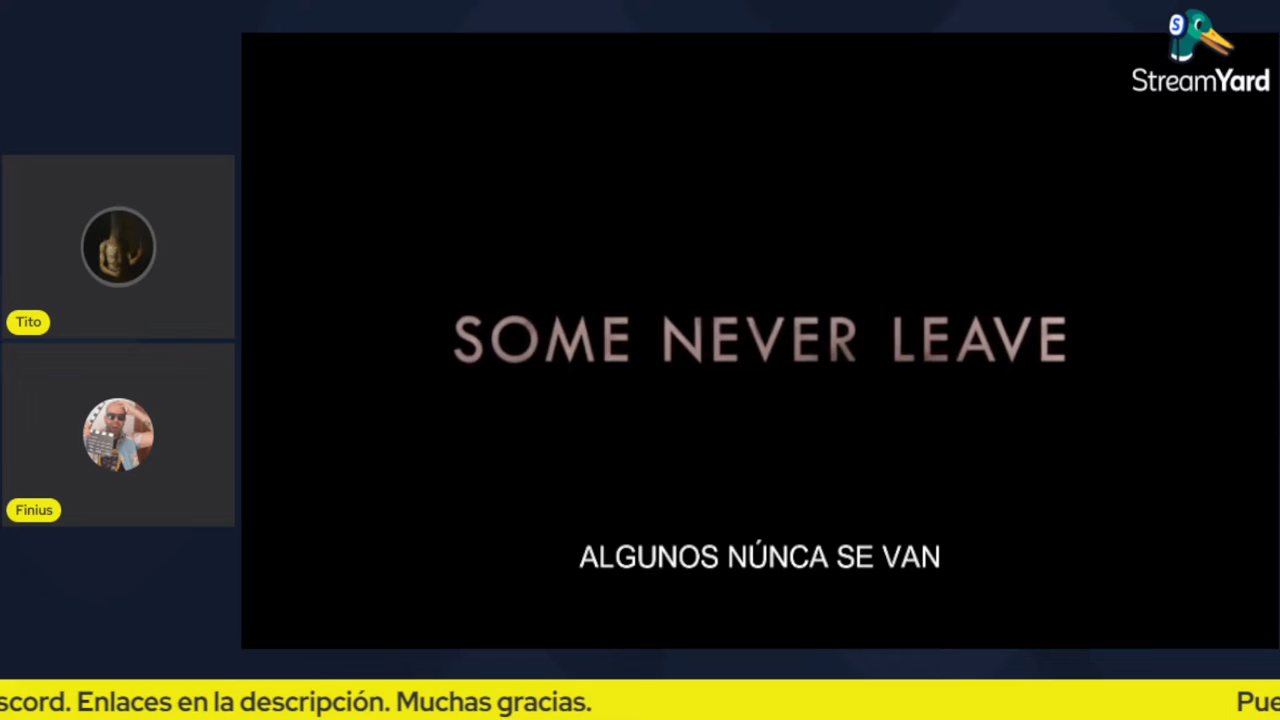 StreamYard
Tito
SOME NEVER LEAVE
Finius
ALGUNOS NÚNCA SE VAN
scord. Enlaces en la descripción. Muchas gracias.
Pue